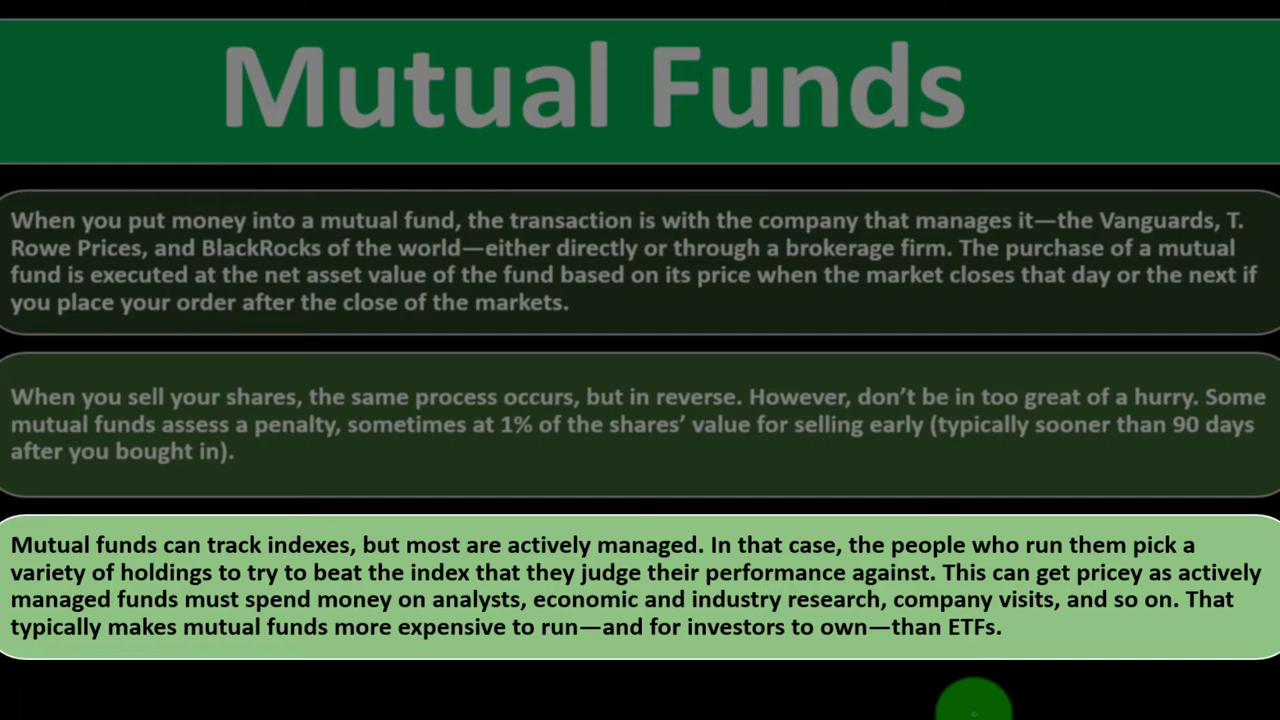 Mutual Funds
When you put money into a mutual fund, the transaction is with the company that manages it—the Vanguards, T.
Rowe Prices, and BlackRocks of the world—either directly or through a brokerage firm. The purchase of a mutual
fund is executed at the net asset value of the fund based on its price when the market closes that day or the next if
you place your order after the close of the markets.
When you sell your shares, the same process occurs, but in reverse. However, don’t be in too great of a hurry. Some
mutual funds assess a penalty, sometimes at 1% of the shares’ value for selling early (typically sooner than 90 days
after you bought in).
Mutual funds can track indexes, but most are actively managed. In that case, the people who run them pick a
variety of holdings to try to beat the index that they judge their performance against. This can get pricey as actively
managed funds must spend money on analysts, economic and industry research, company visits, and so on. That
typically makes mutual funds more expensive to run—and for investors to own—than ETFs.